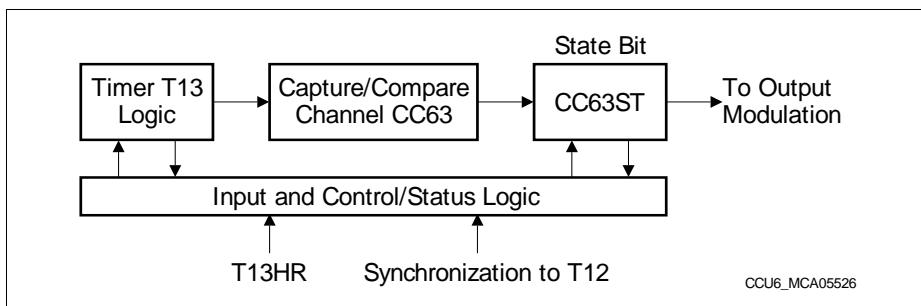 State Bit
Timer T13
Logic
Capture/Compare
Channel CC63
CC63ST
To Output
Modulation
Input and Control/Status Logic
T13HR
Synchronization to T12
CCU6_MCA05526